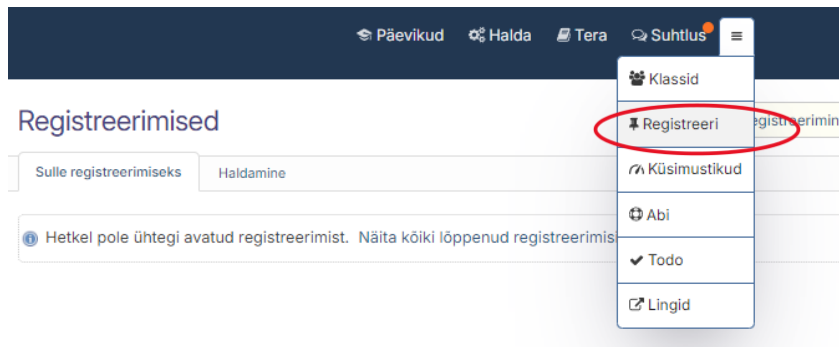 Päevikud Halda Tera Suhtlus
Klassid
Registreerimised
Registreeri
Sulle registreerimiseks Haldamine
Küsimustikud
Abi
Hetkel pole ühtegi avatud registreerimist. Näita kõiki lõppenud
Todo
Lingid